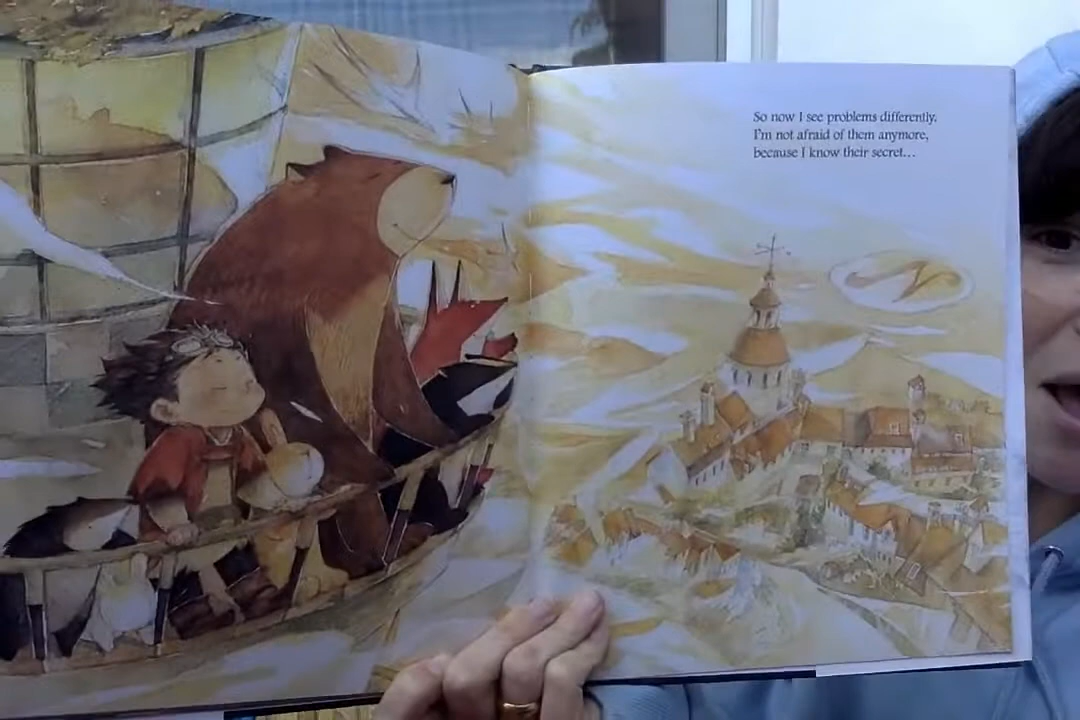 So now I see problems differently.
I'm not afraid of them anymore,
because I know their secret...